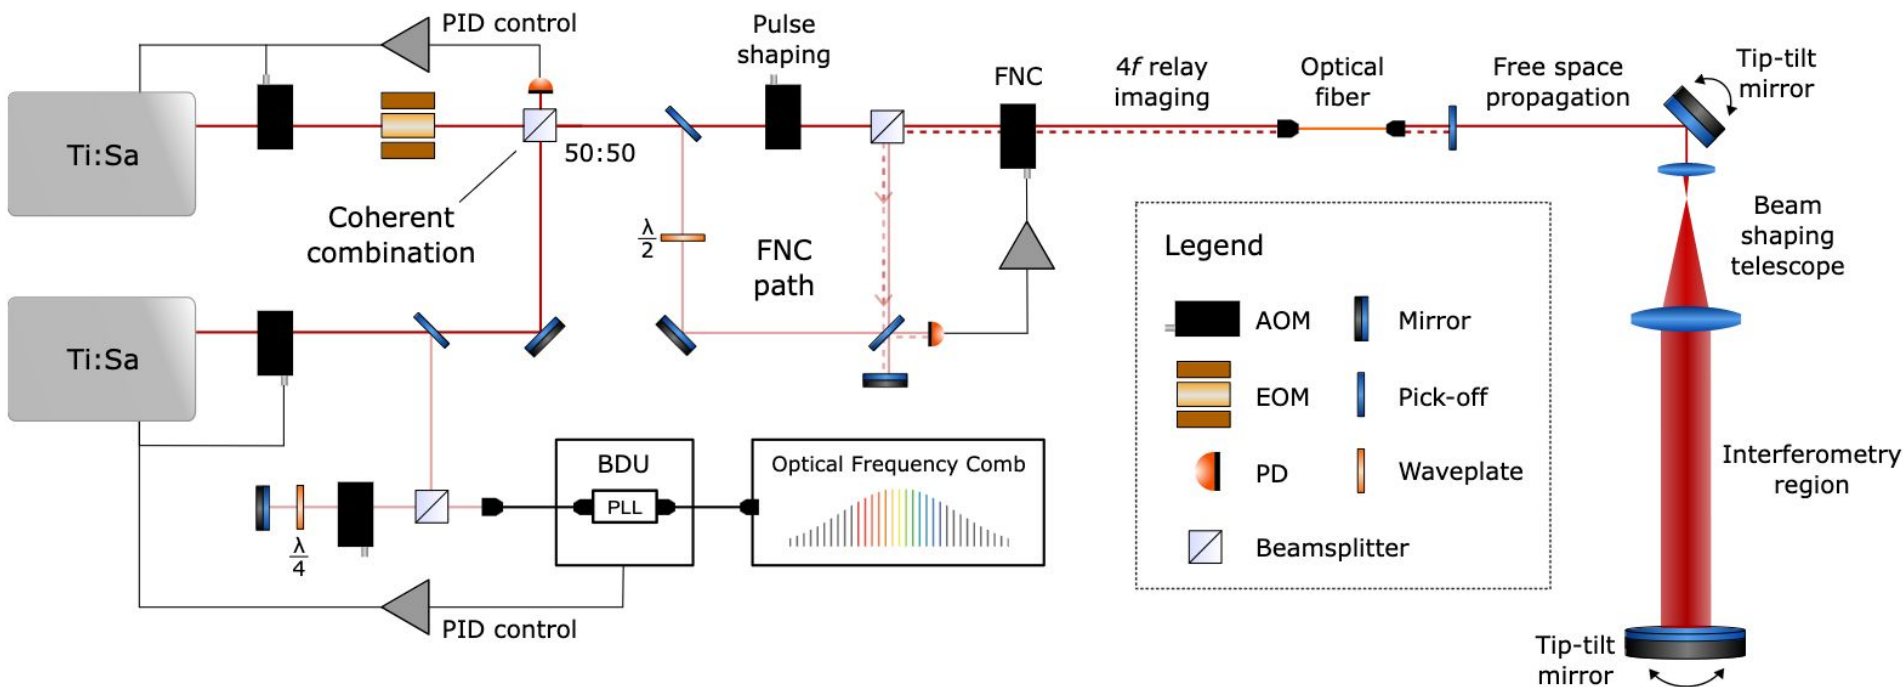 PID control
Pulse
shaping
FNC
4f relay
imaging
Optical
fiber
Free space
propagation
Tip-tilt
mirror
Ti:Sa
50:50
Coherent
combination
λ
2
FNC
path
Beam
shaping
telescope
Legend
AOM
Mirror
EOM
Pick-off
PD
Waveplate
Beamsplitter
Ti:Sa
BDU
PLL
Optical Frequency Comb
λ
4
PID control
Interferometry
region
Tip-tilt
mirror